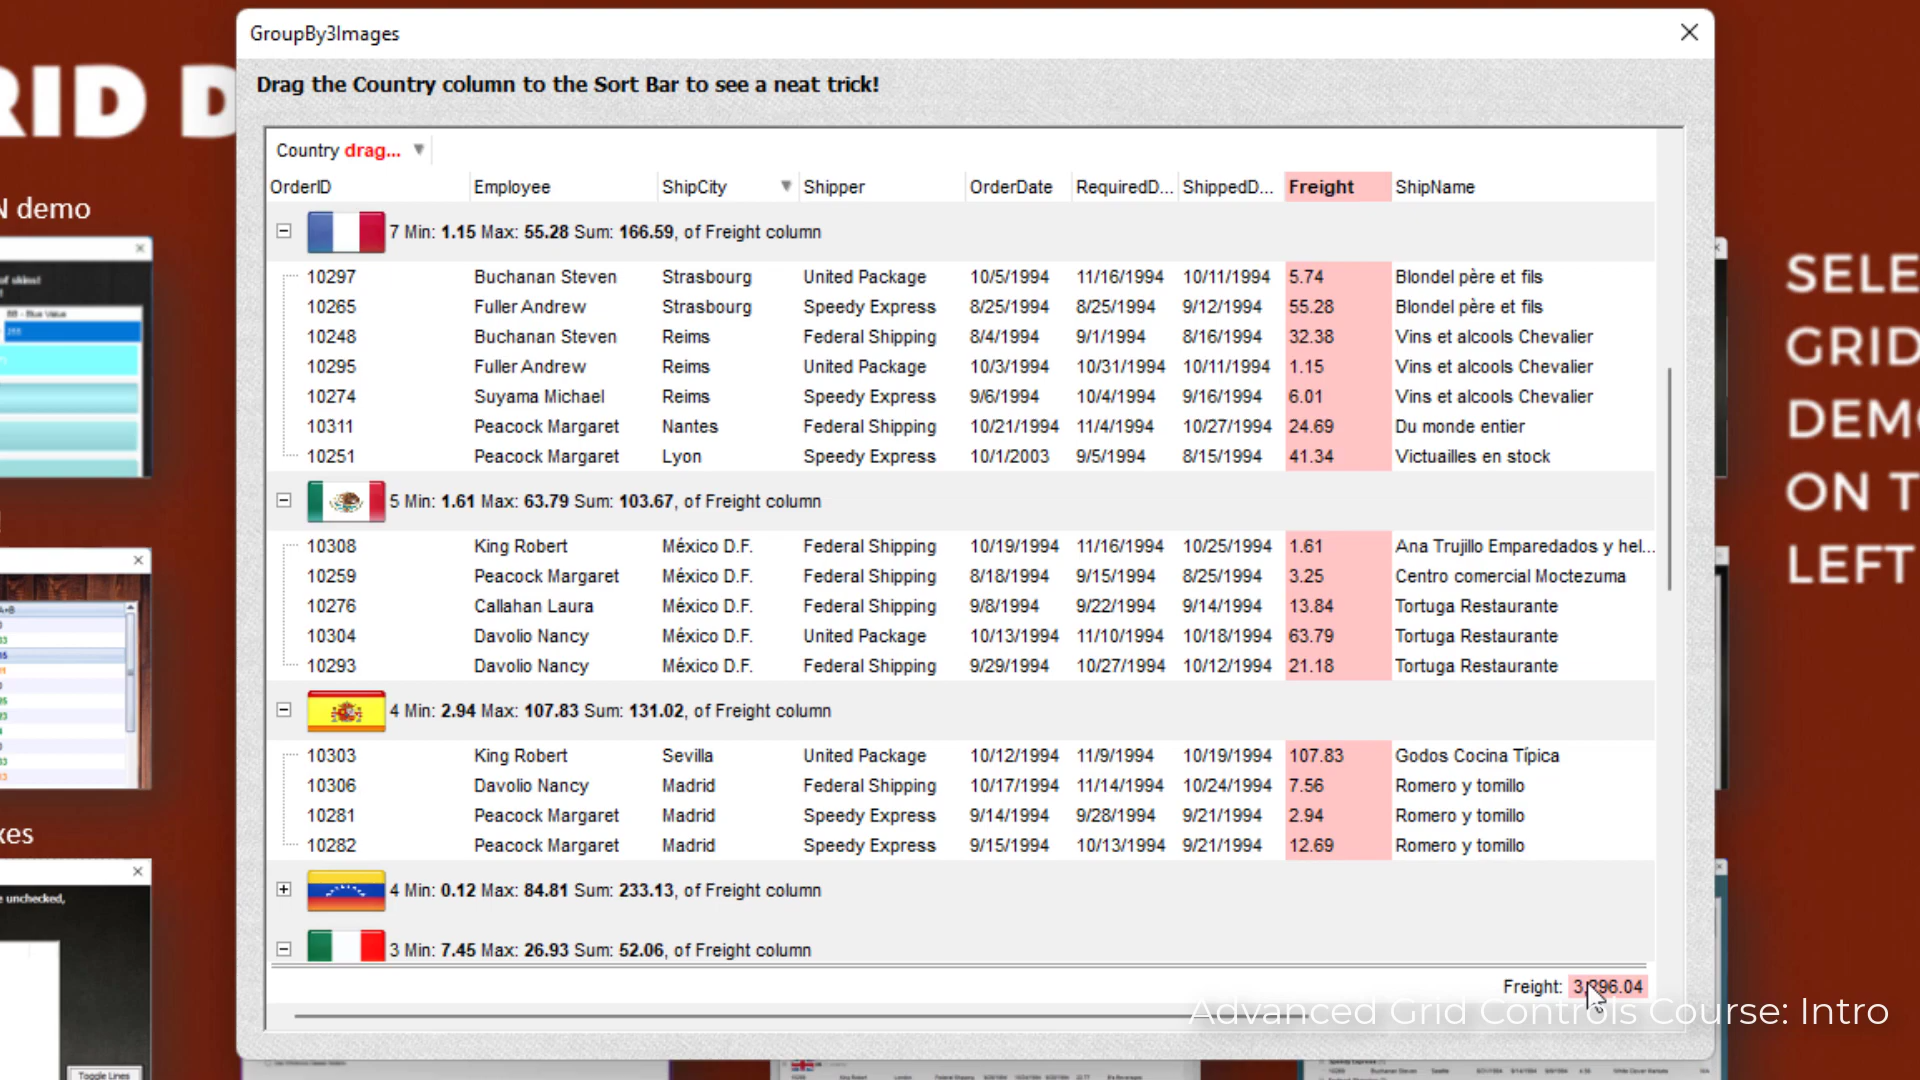 GroupBy3Images
Drag the Country column to the Sort Bar to see a neat trick!
Country drag...
OrderID Employee ShipCity Shipper OrderDate RequiredD... ShippedD... Freight ShipName
7 Min: 1.15 Max: 55.28 Sum: 166.59, of Freight column
10297 Buchanan Steven Strasbourg United Package 10/5/1994 11/16/1994 10/11/1994 5.74 Blondel père et fils
10265 Fuller Andrew Strasbourg Speedy Express 8/25/1994 8/25/1994 9/12/1994 55.28 Blondel père et fils
10248 Buchanan Steven Reims Federal Shipping 8/4/1994 9/1/1994 8/16/1994 32.38 Vins et alcools Chevalier
10295 Fuller Andrew Reims United Package 10/3/1994 10/31/1994 10/11/1994 1.15 Vins et alcools Chevalier
10274 Suyama Michael Reims Speedy Express 9/6/1994 10/4/1994 9/16/1994 6.01 Vins et alcools Chevalier
10311 Peacock Margaret Nantes Federal Shipping 10/21/1994 11/4/1994 10/27/1994 24.69 Du monde entier
10251 Peacock Margaret Lyon Speedy Express 10/1/2003 9/5/1994 8/15/1994 41.34 Victuailles en stock
5 Min: 1.61 Max: 63.79 Sum: 103.67, of Freight column
10308 King Robert México D.F. Federal Shipping 10/19/1994 11/16/1994 10/25/1994 1.61 Ana Trujillo Emparedados y hel...
10259 Peacock Margaret México D.F. Federal Shipping 8/18/1994 9/15/1994 8/25/1994 3.25 Centro comercial Moctezuma
10276 Callahan Laura México D.F. Federal Shipping 9/8/1994 9/22/1994 9/14/1994 13.84 Tortuga Restaurante
10304 Davolio Nancy México D.F. United Package 10/13/1994 11/10/1994 10/18/1994 63.79 Tortuga Restaurante
10293 Davolio Nancy México D.F. Federal Shipping 9/29/1994 10/27/1994 10/12/1994 21.18 Tortuga Restaurante
4 Min: 2.94 Max: 107.83 Sum: 131.02, of Freight column
10303 King Robert Sevilla United Package 10/12/1994 11/9/1994 10/19/1994 107.83 Godos Cocina Típica
10306 Davolio Nancy Madrid Federal Shipping 10/17/1994 11/14/1994 10/24/1994 7.56 Romero y tomillo
10281 Peacock Margaret Madrid Speedy Express 9/14/1994 9/28/1994 9/21/1994 2.94 Romero y tomillo
10282 Peacock Margaret Madrid Speedy Express 9/15/1994 10/13/1994 9/21/1994 12.69 Romero y tomillo
4 Min: 0.12 Max: 84.81 Sum: 233.13, of Freight column
3 Min: 7.45 Max: 26.93 Sum: 52.06, of Freight column
Freight:
Advanced Grid Controls Course: Intro
RID D
N demo
of skins!
BB - Blue Value
255
A+B
xes
e unchecked,
Toggle Lines
SELE
GRID
DEMO
ON T
LEFT